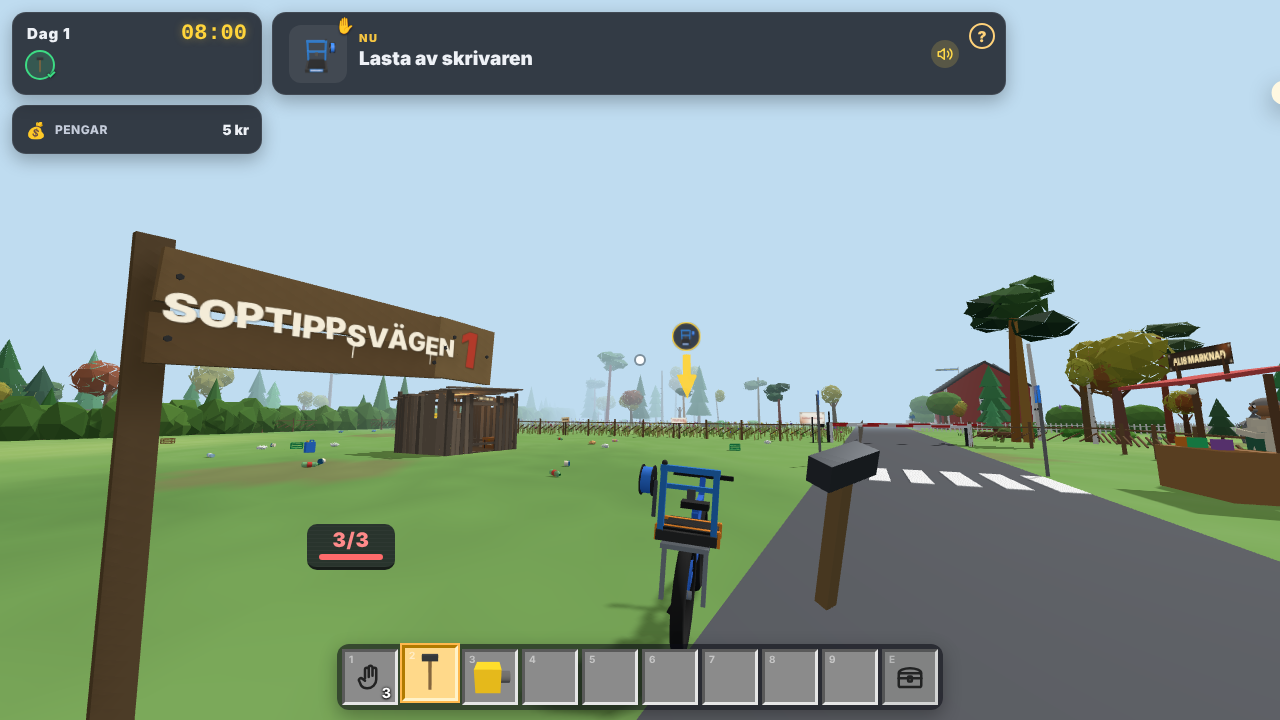 Dag 1
08:00
NU
Lasta av skrivaren
?
PENGAR
5 kr
SOPTIPPSVÄGEN 1
3/3
1
3
2
3
4
5
6
7
8
9
E